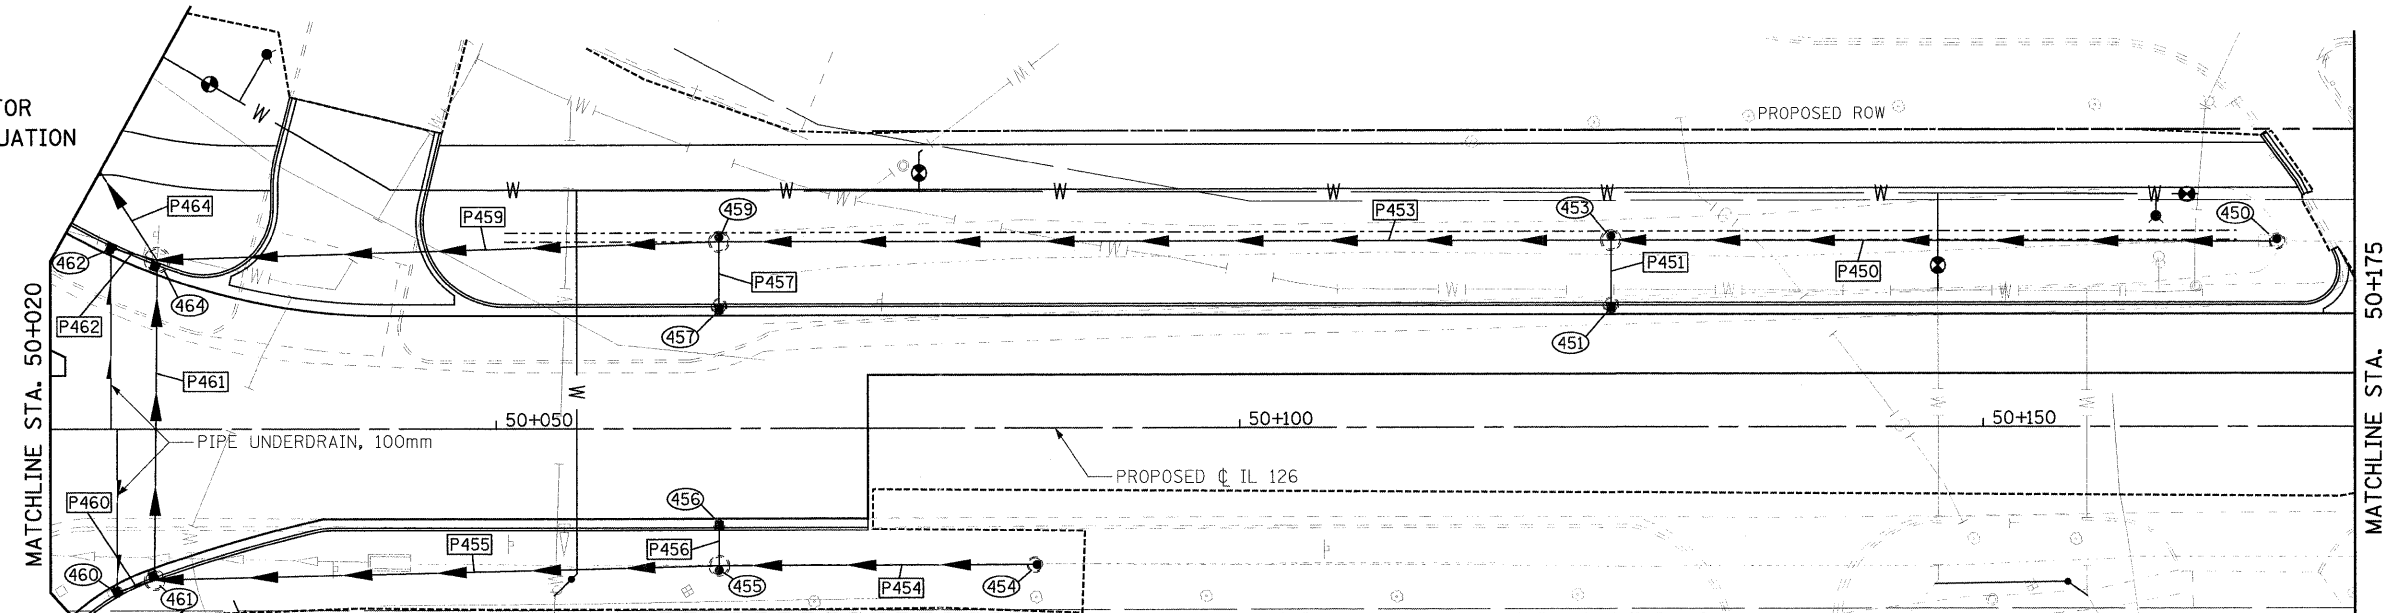 TOR
UATION
W
W
W
W
PROPOSED ROW
P464
P459
459
W
W
W
W
W
W
W
W
P453
453
450
462
464
W
W
P457
P451
P450
P462
W
W
W
457
451
MATCHLINE STA. 50+020
P461
W
MATCHLINE STA. 50+175
50+050
50+100
50+150
W
W
PIPE UNDERDRAIN, 100mm
PROPOSED ℄ IL 126
P460
456
P455
P456
460
461
455
P454
454